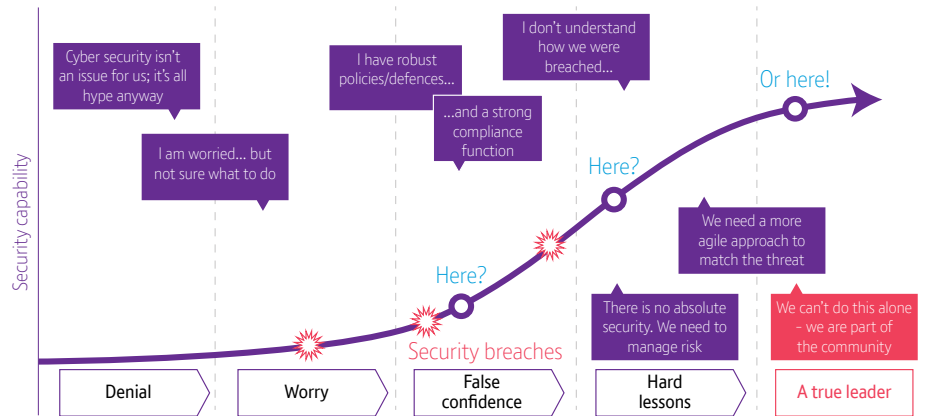 Cyber security isn't
an issue for us; it's all
hype anyway
I am worried... but
not sure what to do
I have robust
policies/defences...
...and a strong
compliance
function
I don't understand
how we were
breached...
Or here!
Here?
Here?
We need a more
agile approach to
match the threat
There is no absolute
security. We need to
manage risk
We can't do this alone
– we are part of
the community
Security breaches
Security capability
Denial
Worry
False
confidence
Hard
lessons
A true leader